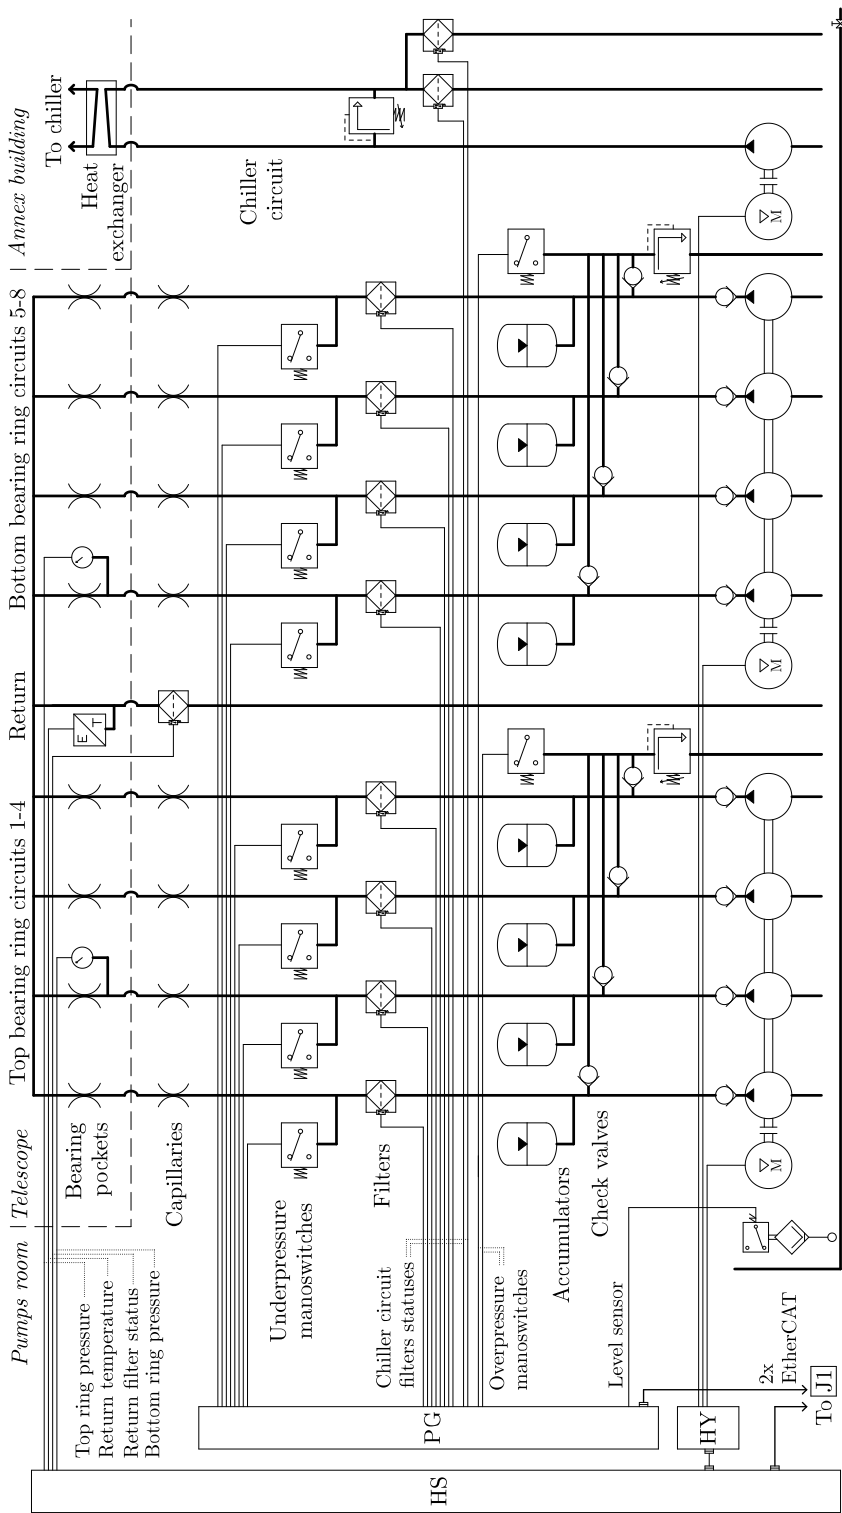 Pumps room
Telescope
Annex building
Top bearing ring circuits 1-4
Return
Bottom bearing ring circuits 5-8
To chiller
Heat
exchanger
Chiller
circuit
Bearing
pockets
Capillaries
E
T
Top ring pressure
Return temperature
Return filter status
Bottom ring pressure
Underpressure
manoswitches
Filters
Chiller circuit
filters statuses
Overpressure
manoswitches
Accumulators
Check valves
Level sensor
M
M
M
2x
EtherCAT
To J1
PG
HY
HS